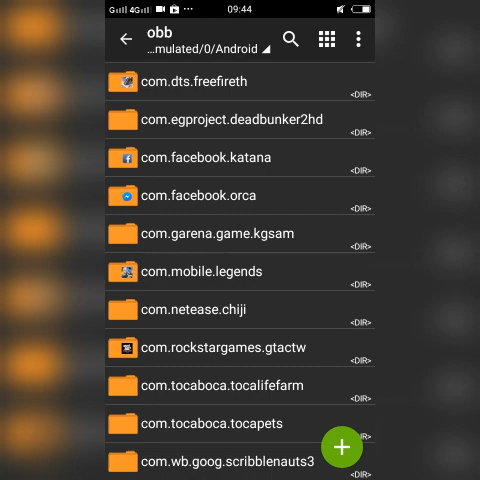 G 4G 09:44
obb
...mulated/0/Android
com.dts.freefireth
<DIR>
com.egproject.deadbunker2hd
<DIR>
com.facebook.katana
<DIR>
com.facebook.orca
<DIR>
com.garena.game.kgsam
<DIR>
com.mobile.legends
<DIR>
com.netease.chiji
<DIR>
com.rockstargames.gtactw
<DIR>
com.tocaboca.tocalifefarm
<DIR>
com.tocaboca.tocapets
com.wb.goog.scribblenauts3
<DIR>